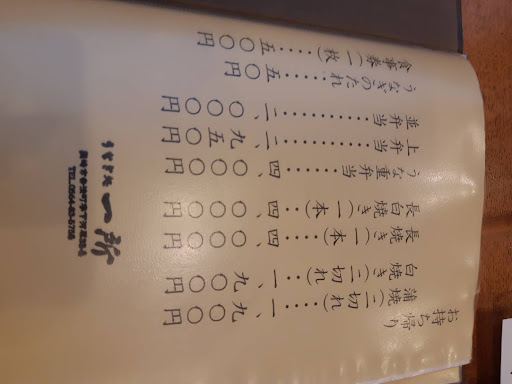 お持ち帰り
蒲焼(二切れ)・・一、九〇〇円
白焼き(二切れ)・・一、九〇〇円
長焼き(一本)・・・・四、〇〇〇円
長白焼き(一本)・・四、〇〇〇円
うな重弁当・・・・・・・四、〇〇〇円
上弁当・・・・・・・・・二、九五〇円
並弁当・・・・・・・・・二、〇〇〇円
うなぎのたれ・・・・・五〇円
食事券(一枚)・・・・五〇〇円